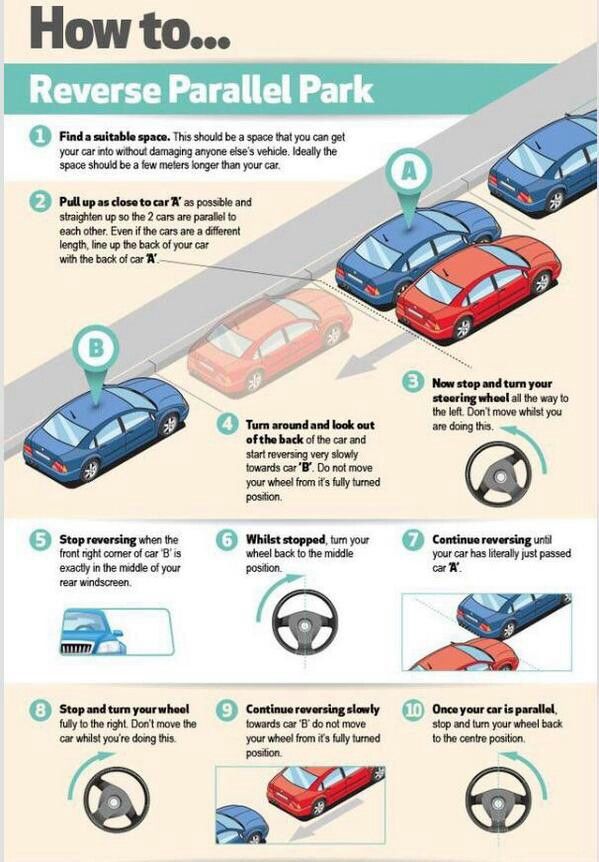 How to...
Reverse Parallel Park
1 Find a suitable space. This should be a space that you can get
your car into without damaging anyone else's vehicle. Ideally the
space should be a few meters longer than your car.
A
2 Pull up as close to car 'A' as possible and
straighten up so the 2 cars are parallel to
each other. Even if the cars are a different
length, line up the back of your car
with the back of car 'A'.
B
3 Now stop and turn your
steering wheel all the way to
the left. Don't move whilst you
are doing this.
4 Turn around and look out
of the back of the car and
start reversing very slowly
towards car 'B'. Do not move
your wheel from it's fully turned
position.
5 Stop reversing when the
front right corner of car 'B' is
exactly in the middle of your
rear windscreen.
6 Whilst stopped, turn your
wheel back to the middle
position.
7 Continue reversing until
your car has literally just passed
car 'A'.
8 Stop and turn your wheel
fully to the right. Don't move the
car whilst you're doing this.
9 Continue reversing slowly
towards car 'B' do not move
your wheel from it's fully turned
position.
10 Once your car is parallel,
stop and turn your wheel back
to the centre position.